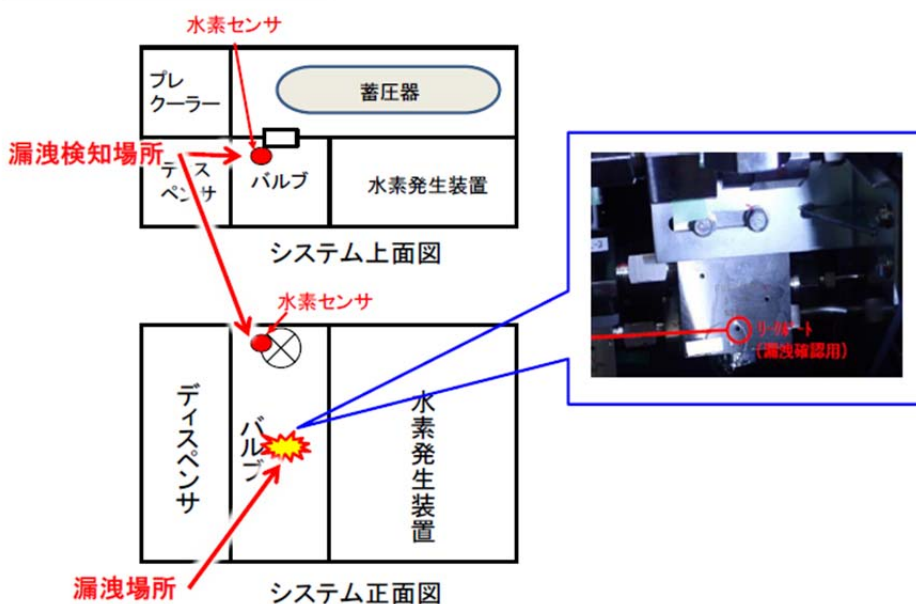 水素センサ
プレ
クーラー
蓄圧器
漏洩検知場所
ディス
ペンサ
バルブ
水素発生装置
システム上面図
水素センサ
ディスペンサ
バルブ
水素発生装置
リークポート
(漏洩確認用)
漏洩場所
システム正面図